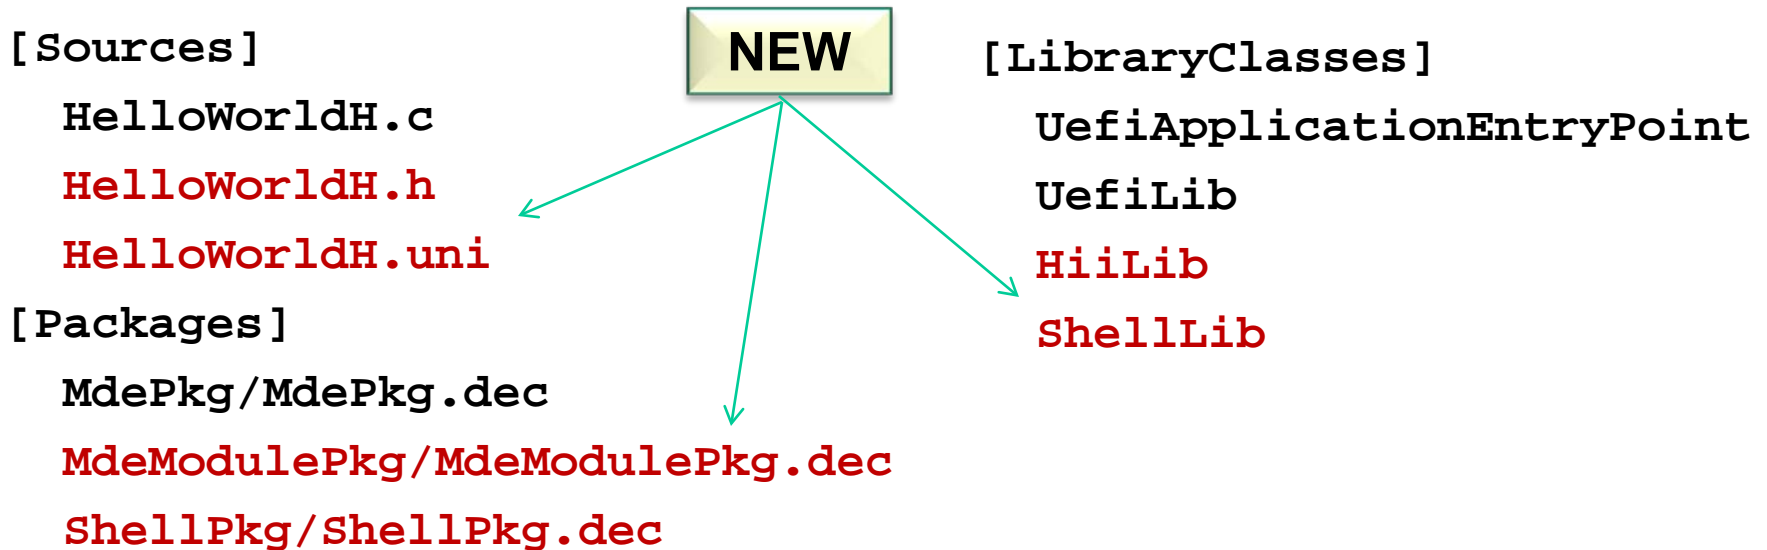 [Sources]
HelloWorldH.c
HelloWorldH.h
HelloWorldH.uni
[Packages]
MdePkg/MdePkg.dec
MdeModulePkg/MdeModulePkg.dec
ShellPkg/ShellPkg.dec
NEW
[LibraryClasses]
UefiApplicationEntryPoint
UefiLib
HiiLib
ShellLib